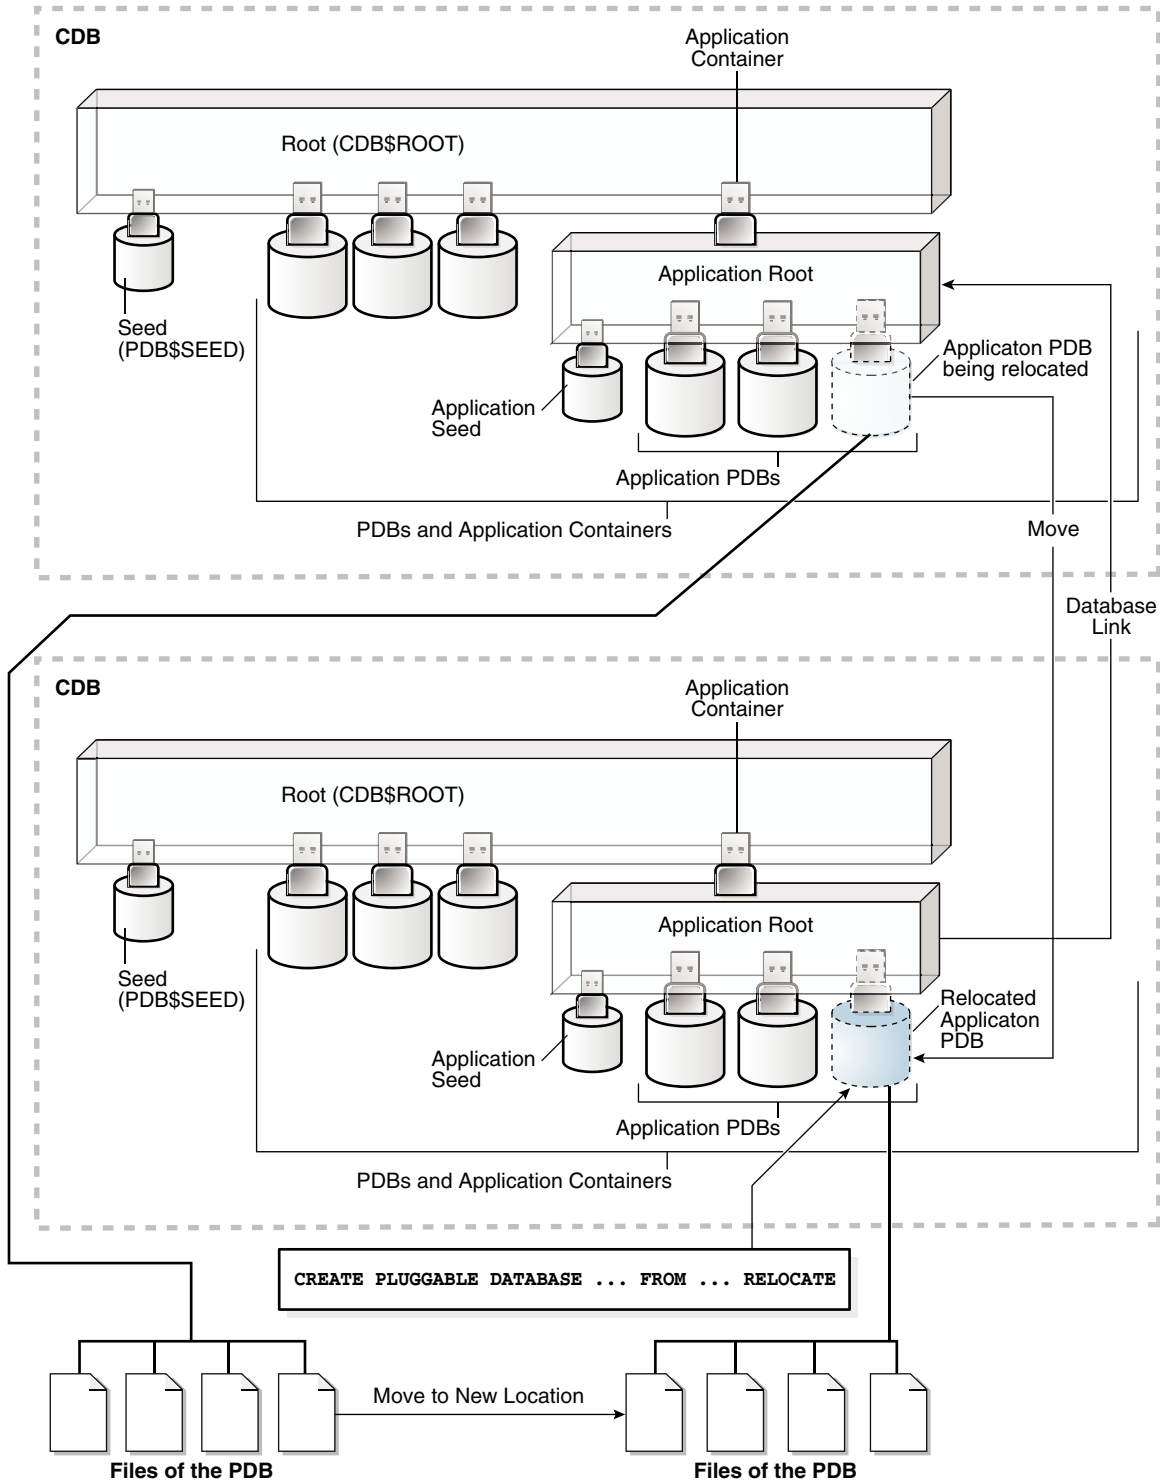 CDB
Application
Container
Root (CDB$ROOT)
Application Root
Seed
(PDB$SEED)
Applicaton PDB
being relocated
Application
Seed
Application PDBs
PDBs and Application Containers
Move
Database
Link
CDB
Application
Container
Root (CDB$ROOT)
Application Root
Seed
(PDB$SEED)
Relocated
Applicaton
PDB
Application
Seed
Application PDBs
PDBs and Application Containers
CREATE PLUGGABLE DATABASE ... FROM ... RELOCATE
Move to New Location
Files of the PDB
Files of the PDB